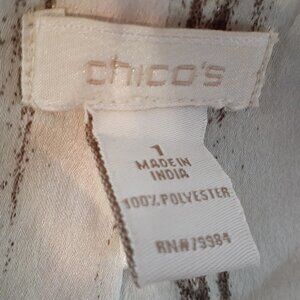 chico's
1
MADE IN
INDIA
100% POLYESTER
RN#79984